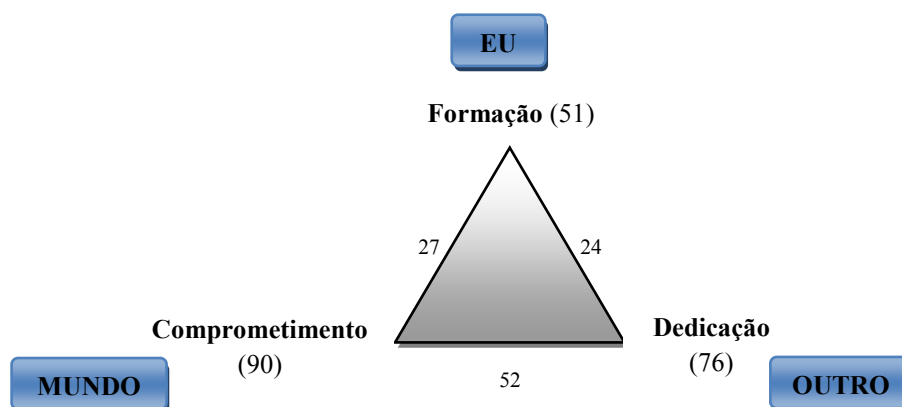 EU
Formação (51)
27
24
Comprometimento
(90)
Dedicação
(76)
MUNDO
52
OUTRO